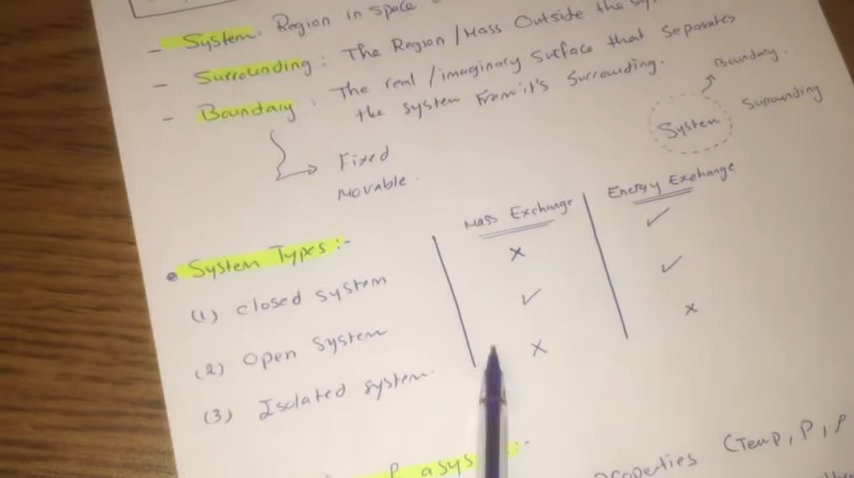 - System: Region in space
- Surrounding: The Region/Mass Outside the
- Boundary: The real/imaginary Surface that Separates
the system From it's Surrounding.
Fixed
Movable.
Boundary.
System
Surrounding
Mass Exchange Energy Exchange
• System Types:-
(1) closed system × ✓
(2) Open System ✓ ✓
(3) Isolated system. × ×
Properties (Temp, P,